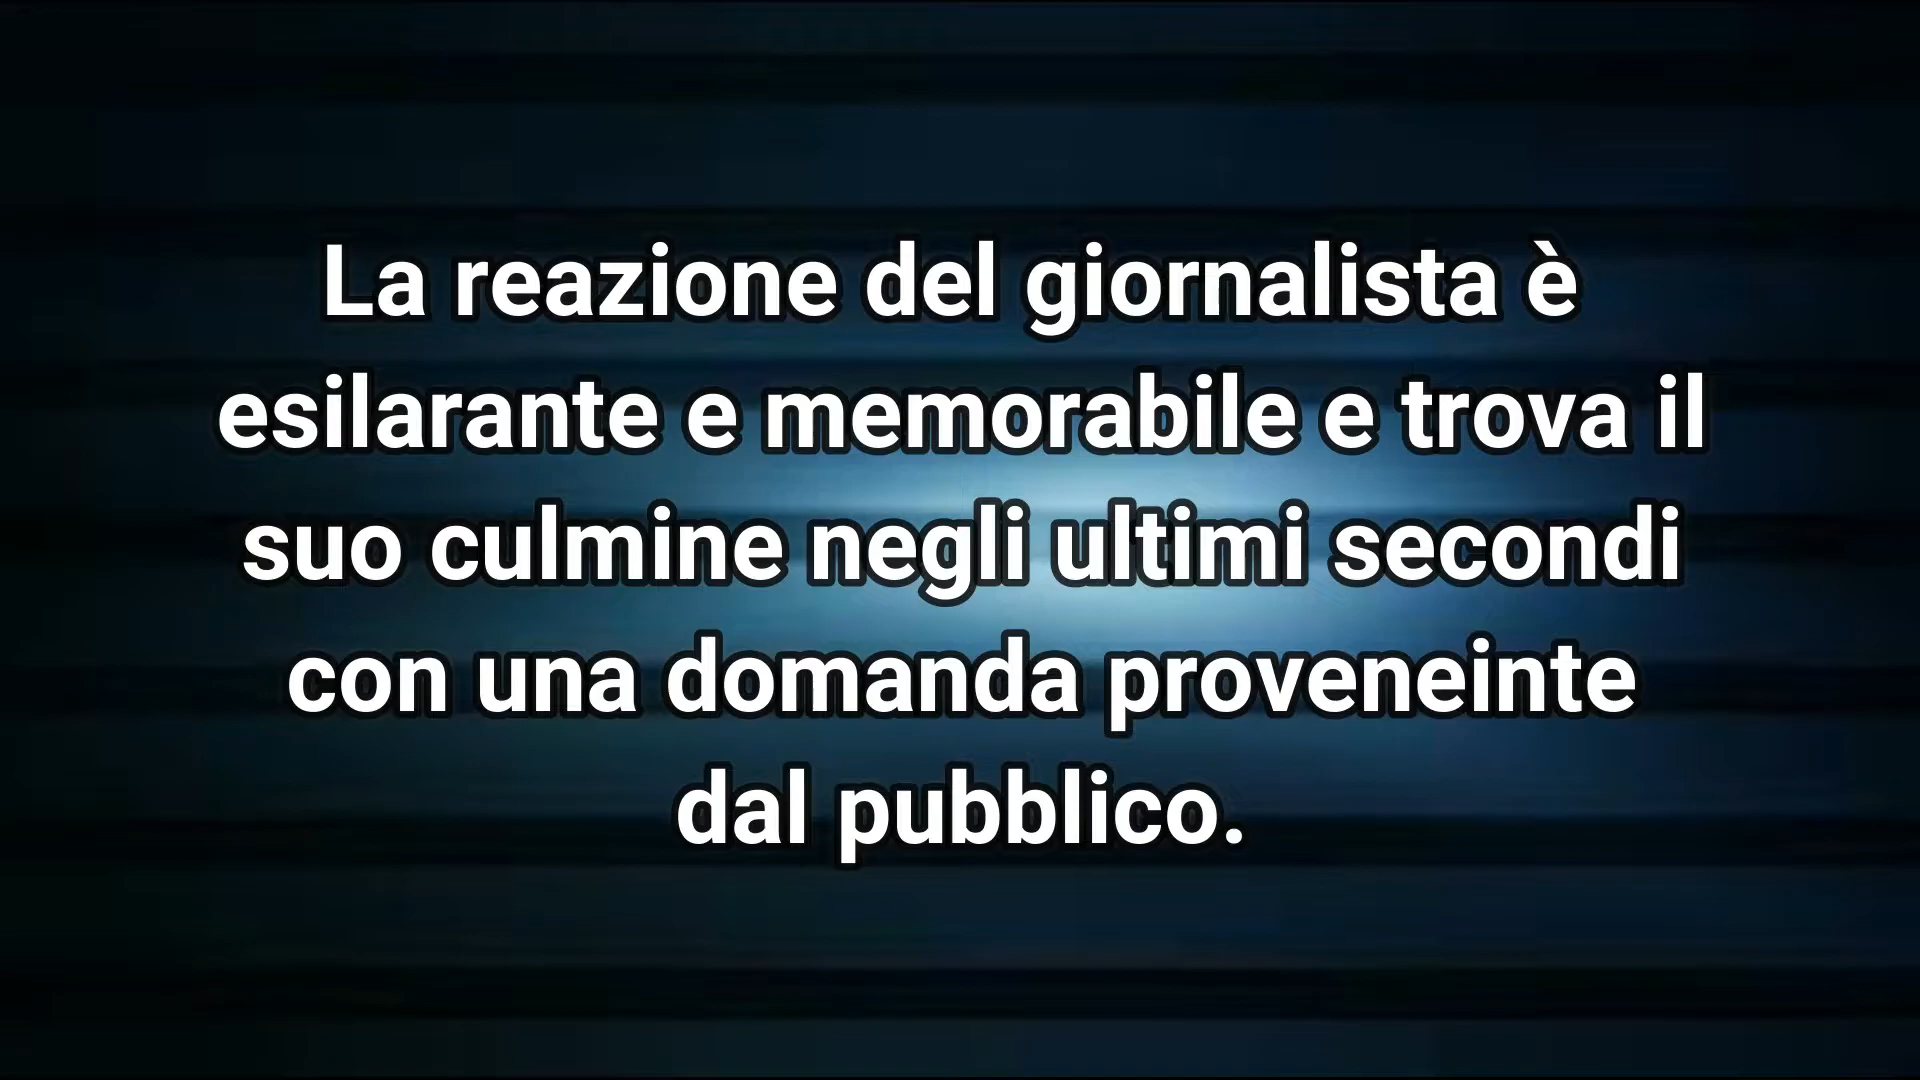 La reazione del giornalista è
esilarante e memorabile e trova il
suo culmine negli ultimi secondi
con una domanda proveneinte
dal pubblico.